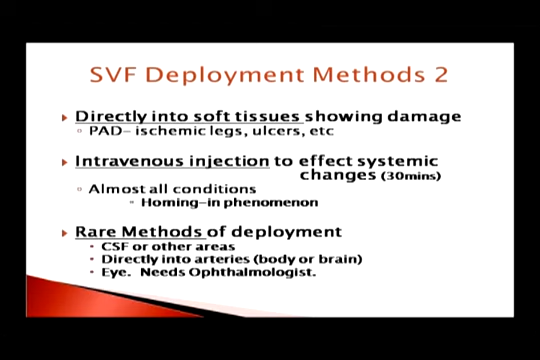 SVF Deployment Methods 2
Directly into soft tissues showing damage
PAD– ischemic legs, ulcers, etc
Intravenous injection to effect systemic
changes (30mins)
Almost all conditions
Homing-in phenomenon
Rare Methods of deployment
CSF or other areas
Directly into arteries (body or brain)
Eye. Needs Ophthalmologist.